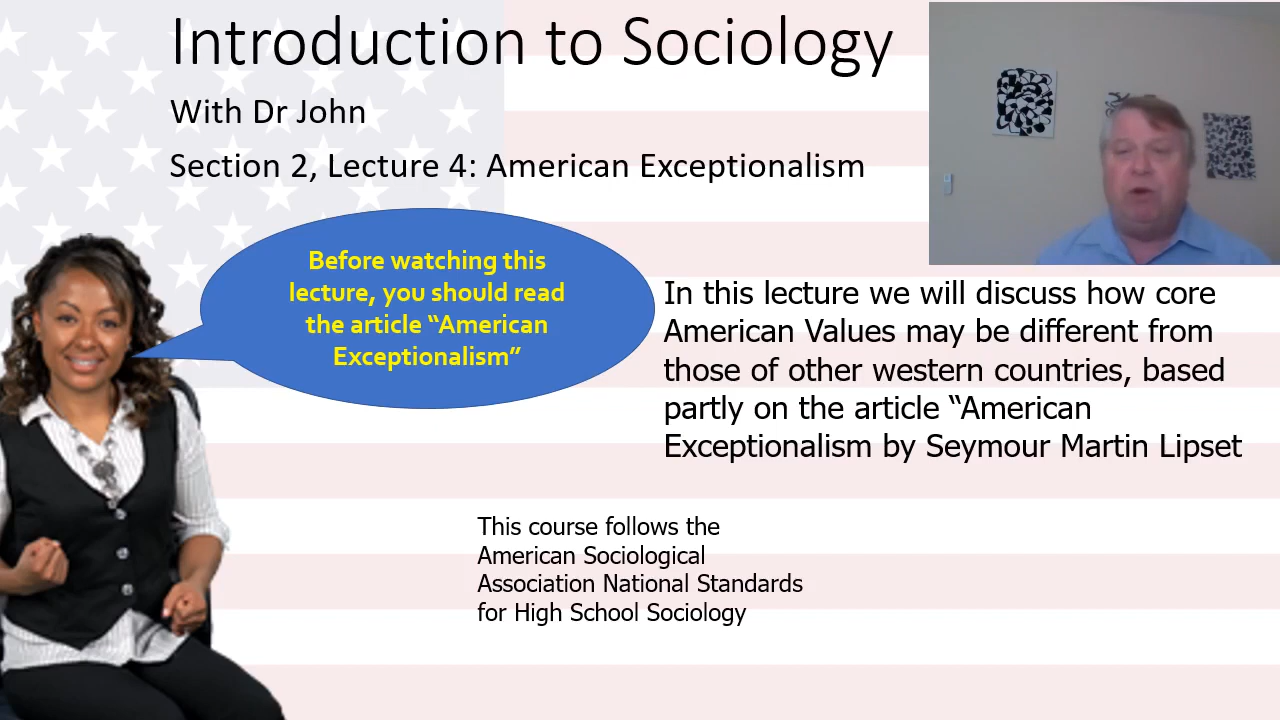 Introduction to Sociology
With Dr John
Section 2, Lecture 4: American Exceptionalism
Before watching this
lecture, you should read
the article “American
Exceptionalism”
In this lecture we will discuss how core
American Values may be different from
those of other western countries, based
partly on the article “American
Exceptionalism by Seymour Martin Lipset
This course follows the
American Sociological
Association National Standards
for High School Sociology